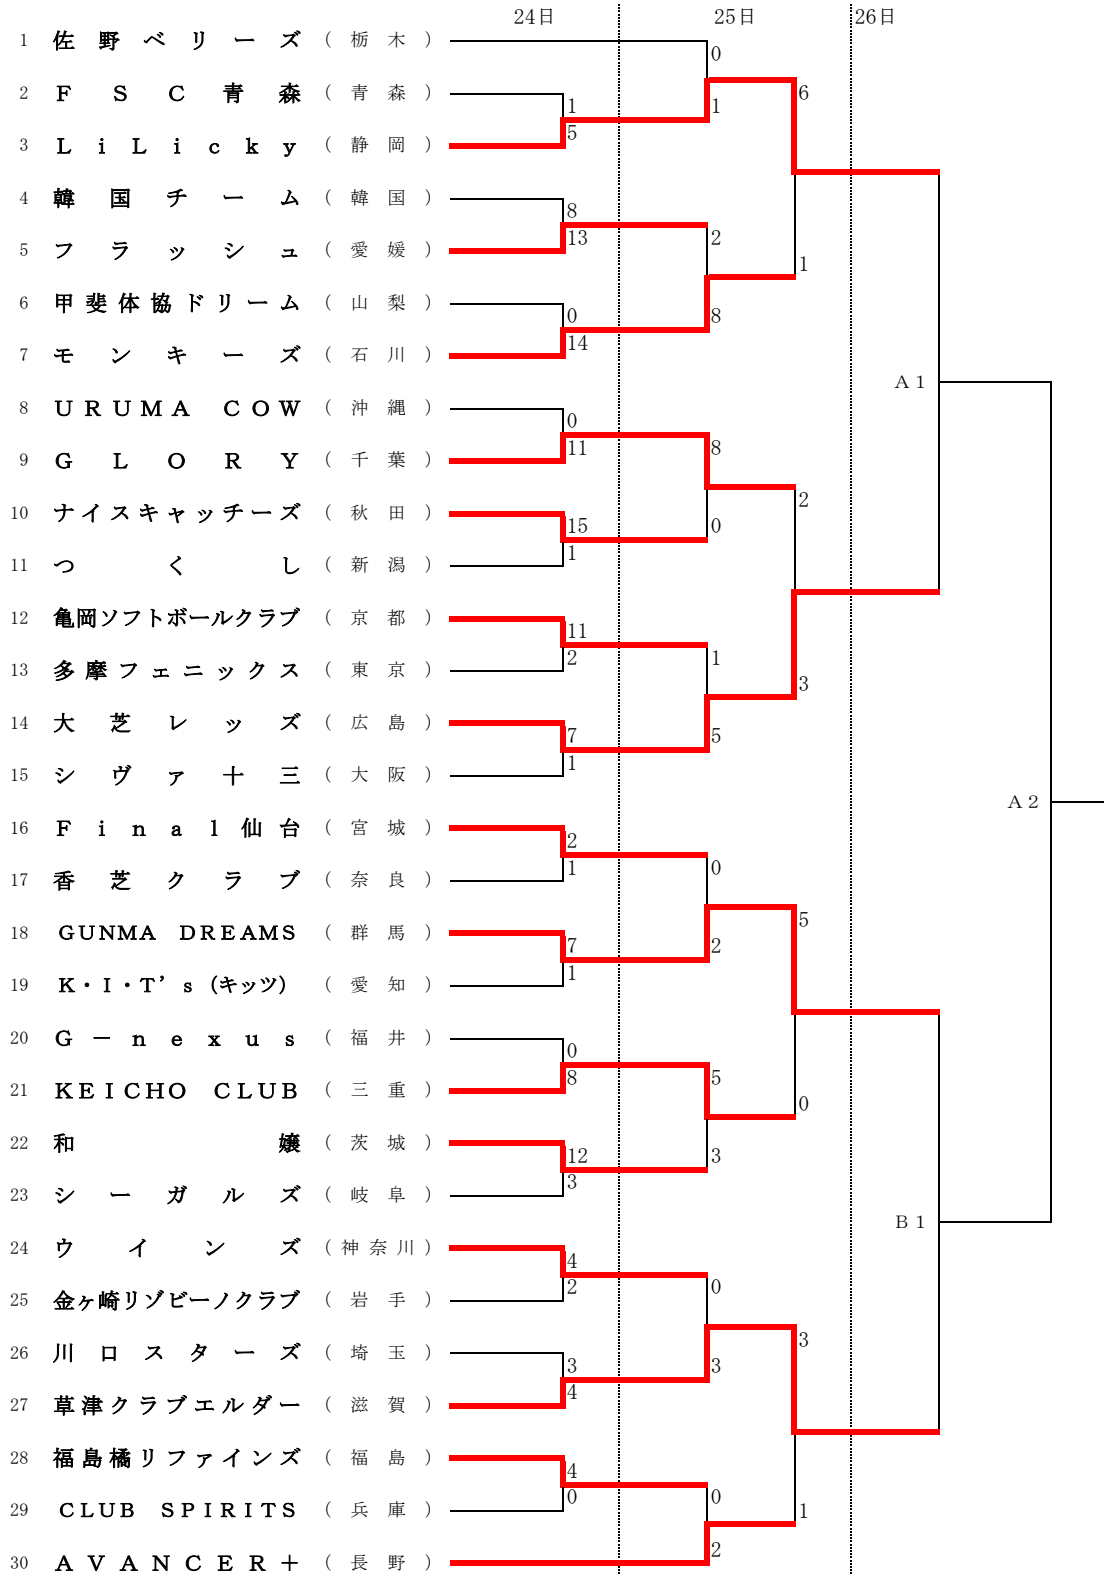 24日 25日 26日
1 佐野ベリーズ (栃木)
0
2 FSC青森 (青森)
6
1
1
5
3 LiLicky (静岡)
4 韓国チーム (韓国)
8
13
2
5 フラッシュ (愛媛)
1
6 甲斐体協ドリーム (山梨)
0
8
14
7 モンキーズ (石川)
A1
8 URUMA COW (沖縄)
0
11
8
9 GLORY (千葉)
2
10 ナイスキャッチーズ (秋田)
15
0
1
11 つくし (新潟)
12 亀岡ソフトボールクラブ (京都)
11
2
1
13 多摩フェニックス (東京)
3
14 大芝レッズ (広島)
7
5
1
15 シヴァ十三 (大阪)
A2
16 Final仙台 (宮城)
2
1
0
17 香芝クラブ (奈良)
5
18 GUNMA DREAMS (群馬)
7
2
1
19 K・I・T’s(キッツ) (愛知)
20 G−nexus (福井)
0
8
5
21 KEICHO CLUB (三重)
0
22 和嬢 (茨城)
12
3
3
23 シーガルズ (岐阜)
B1
24 ウインズ (神奈川)
4
2
0
25 金ヶ崎リゾビーノクラブ (岩手)
3
26 川口スターズ (埼玉)
3
3
4
27 草津クラブエルダー (滋賀)
28 福島橘リファインズ (福島)
4
0
0
29 CLUB SPIRITS (兵庫)
1
2
30 AVANCER＋ (長野)